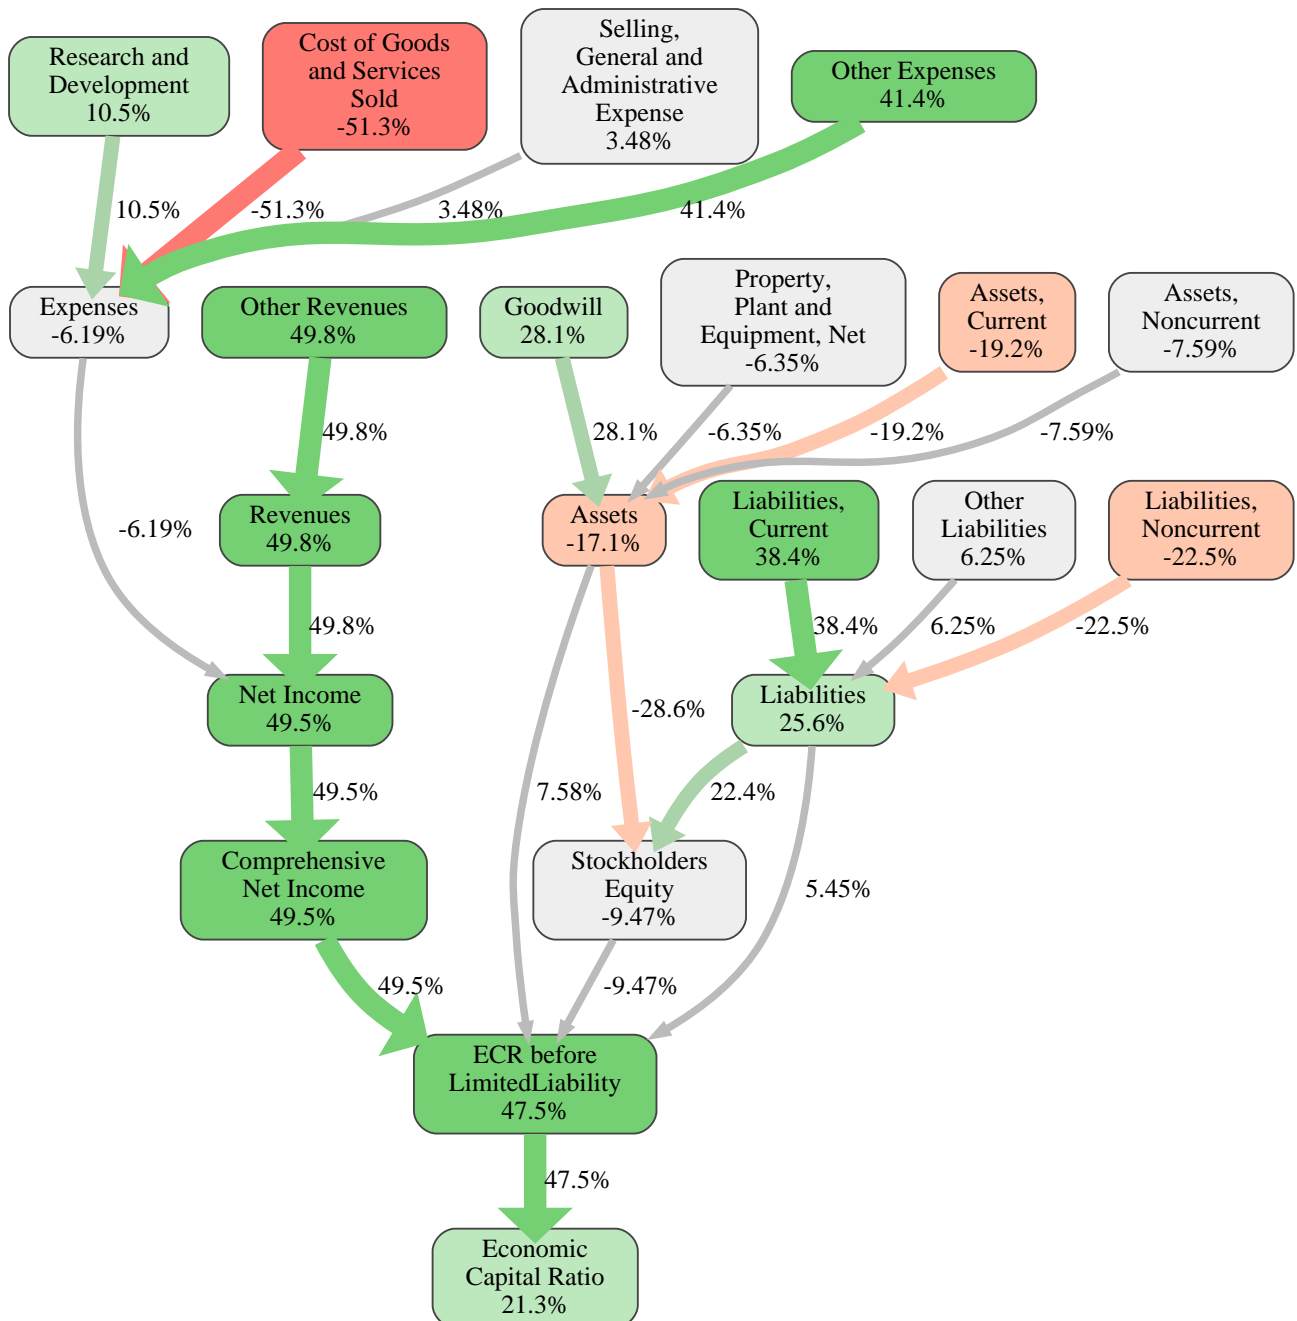 Research and
Development
10.5%
Cost of Goods
and Services
Sold
-51.3%
Selling,
General and
Administrative
Expense
3.48%
Other Expenses
41.4%
10.5%
-51.3%
3.48%
41.4%
Expenses
-6.19%
Other Revenues
49.8%
Goodwill
28.1%
Property,
Plant and
Equipment, Net
-6.35%
Assets,
Current
-19.2%
Assets,
Noncurrent
-7.59%
49.8%
28.1%
-6.35%
-19.2%
-7.59%
Revenues
49.8%
Assets
-17.1%
Liabilities,
Current
38.4%
Other
Liabilities
6.25%
Liabilities,
Noncurrent
-22.5%
-6.19%
49.8%
38.4%
6.25%
-22.5%
Net Income
49.5%
Liabilities
25.6%
-28.6%
49.5%
7.58%
22.4%
Comprehensive
Net Income
49.5%
Stockholders
Equity
-9.47%
5.45%
49.5%
-9.47%
ECR before
LimitedLiability
47.5%
47.5%
Economic
Capital Ratio
21.3%